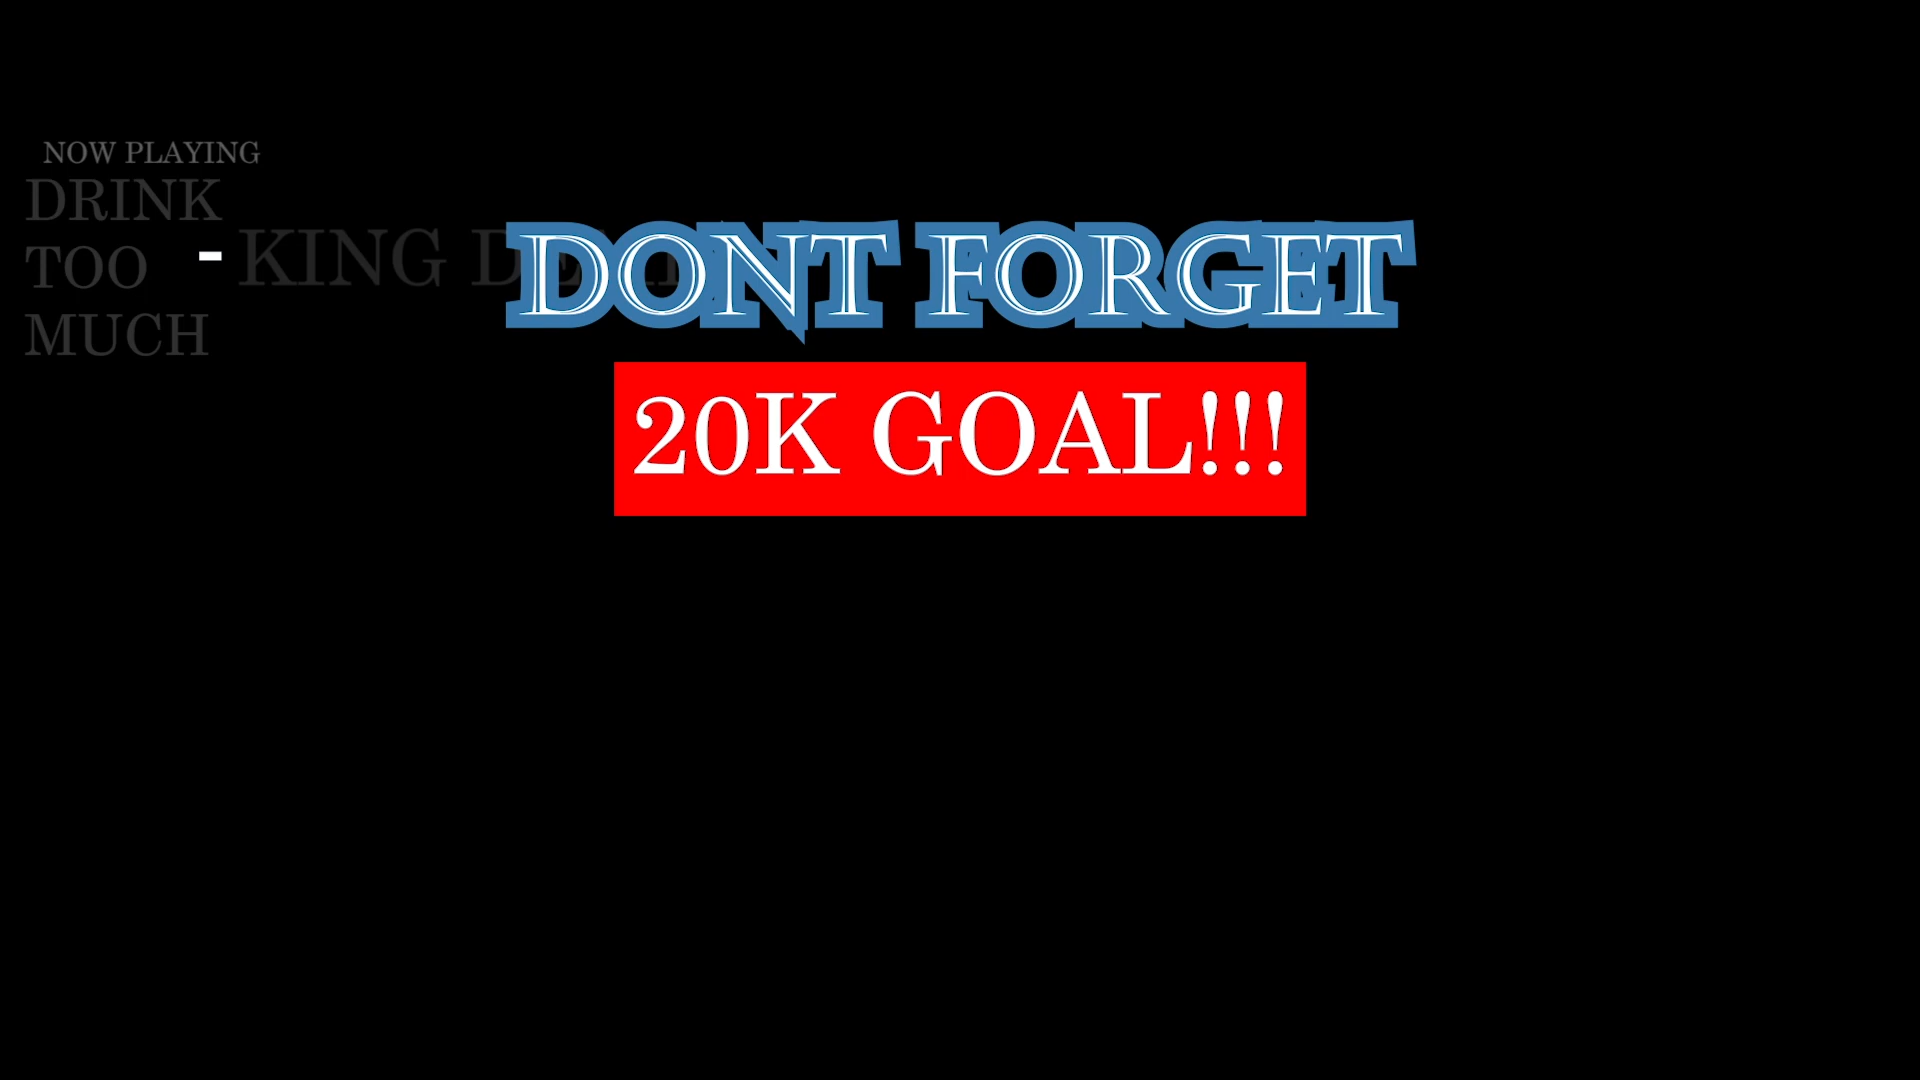 NOW PLAYING
DRINK
TOO
MUCH
- KING
DONT FORGET
20K GOAL!!!